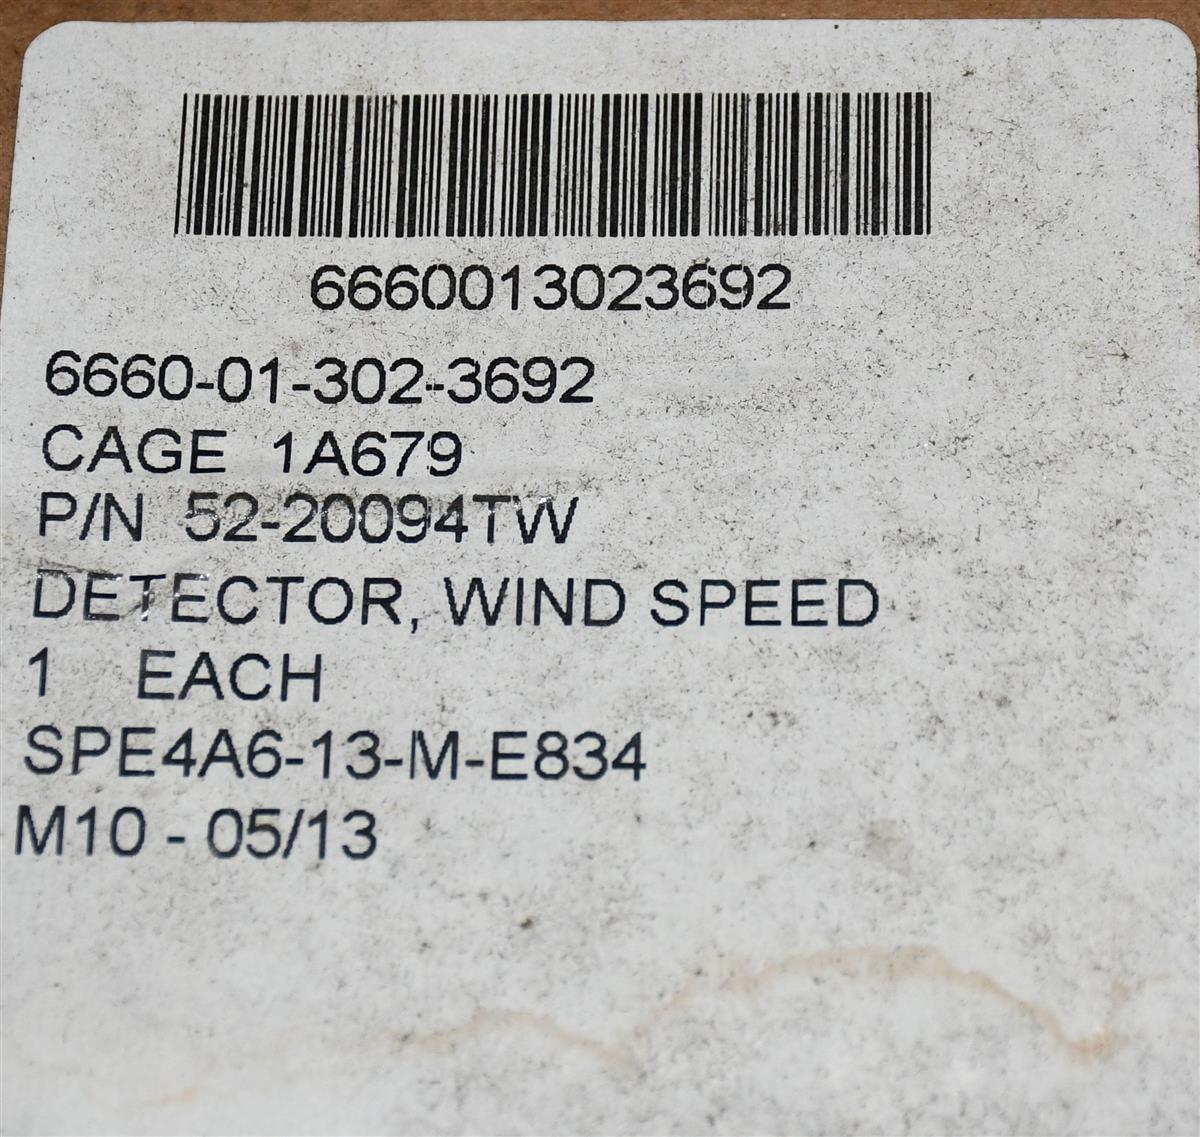 6660013023692
6660-01-302-3692
CAGE 1A679
P/N 52-20094TW
DETECTOR, WIND SPEED
1 EACH
SPE4A6-13-M-E834
M10 - 05/13